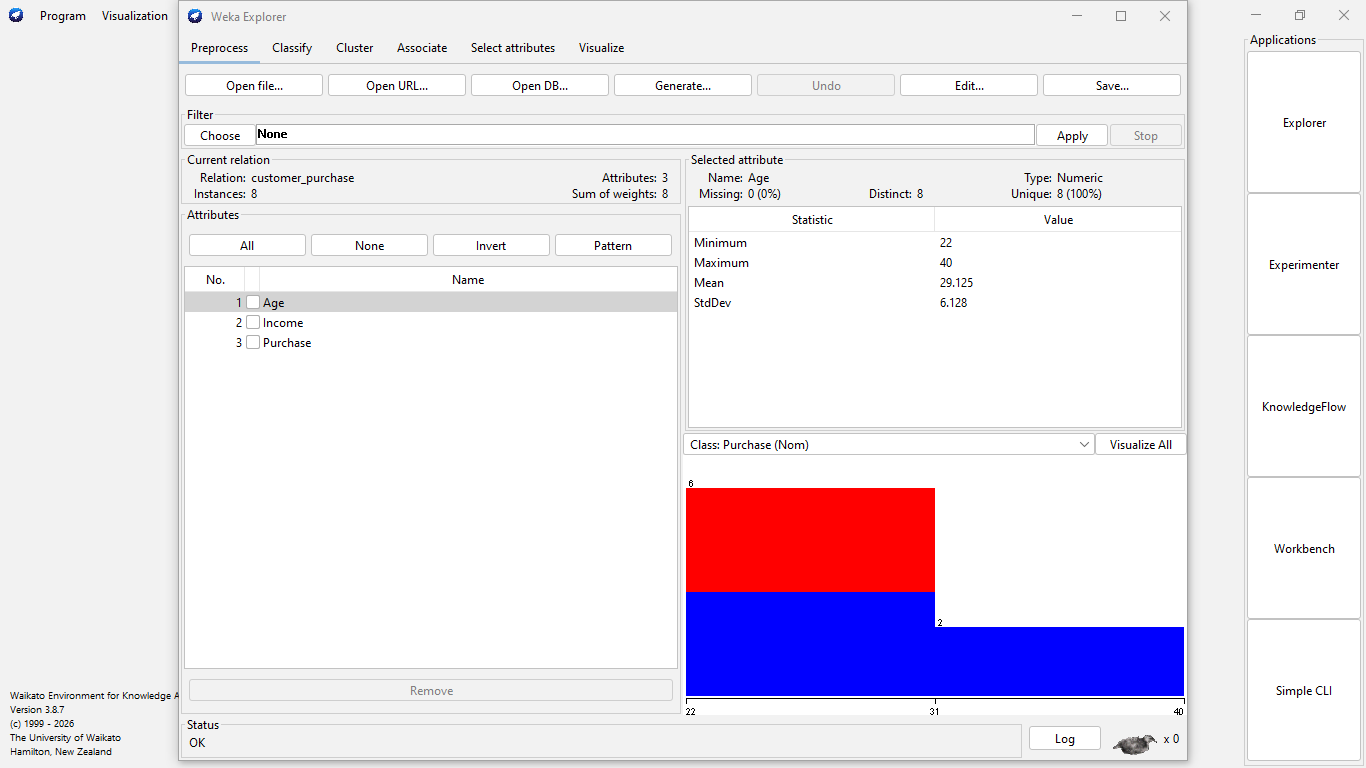 Program Visualization
Weka Explorer
Preprocess Classify Cluster Associate Select attributes Visualize
Open file... Open URL... Open DB... Generate... Undo Edit... Save...
Filter
Choose None Apply Stop
Current relation
Relation: customer_purchase Attributes: 3
Instances: 8 Sum of weights: 8
Attributes
All None Invert Pattern
No. Name
1 Age
2 Income
3 Purchase
Remove
Selected attribute
Name: Age Type: Numeric
Missing: 0 (0%) Distinct: 8 Unique: 8 (100%)
Statistic Value
Minimum 22
Maximum 40
Mean 29.125
StdDev 6.128
Class: Purchase (Nom) Visualize All
6
2
22 31 40
Status
OK
Log x 0
Applications
Explorer
Experimenter
KnowledgeFlow
Workbench
Simple CLI
Waikato Environment for Knowledge A
Version 3.8.7
(c) 1999 - 2026
The University of Waikato
Hamilton, New Zealand